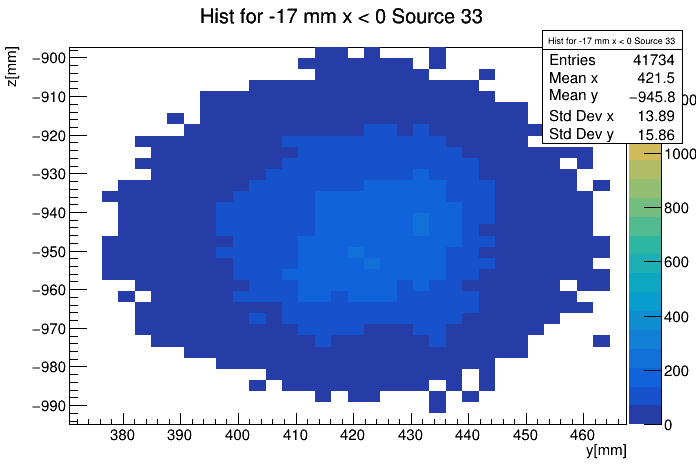 Hist for -17 mm x < 0 Source 33
z[mm]
Hist for -17 mm x < 0 Source 33
Entries 41734
Mean x 421.5
Mean y −945.8
Std Dev x 13.89
Std Dev y 15.86
−900
−910
−920
−930
−940
−950
−960
−970
−980
−990
380 390 400 410 420 430 440 450 460
y[mm]
00
1000
800
600
400
200
0